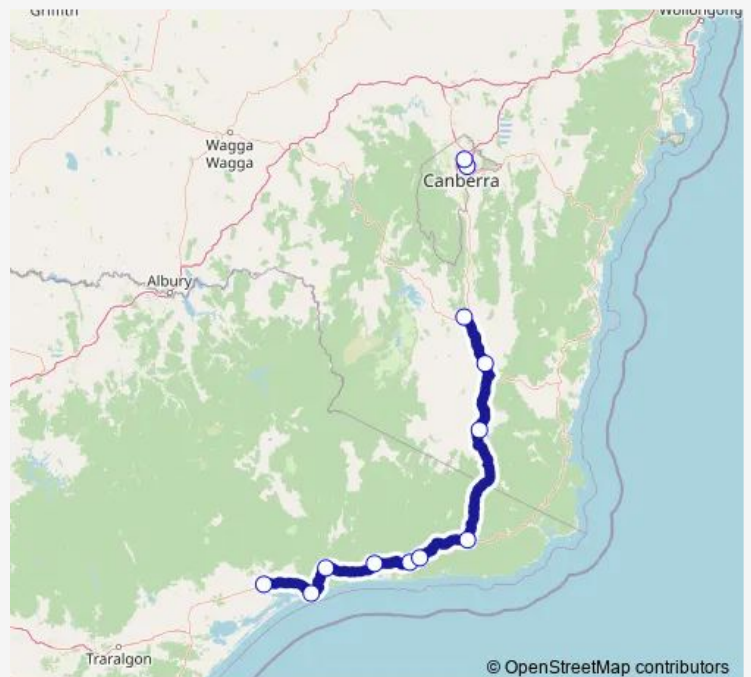 Griffith
Wollongong
Wagga
Wagga
Canberra
Albury
Traralgon
© OpenStreetMap contributors